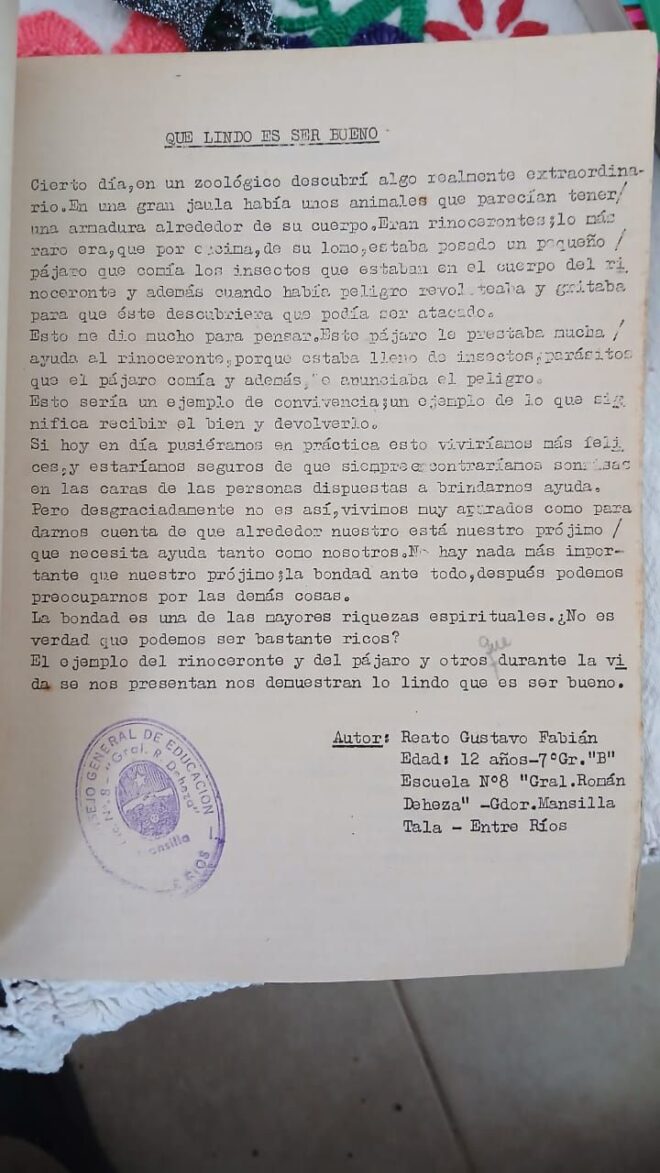 QUE LINDO ES SER BUENO
Cierto día,en un zoológico descubrí algo realmente extraordina-
rio.En una gran jaula había unos animales que parecían tener/
una armadura alrededor de su cuerpo.Eran rinocerontes;lo más
raro era,que por encima,de su lomo,estaba posado un pequeño /
pájaro que comía los insectos que estaban en el cuerpo del ri
noceronte y además cuando había peligro revoloteaba y gritaba
para que éste descubriera que podía ser atacado.
Esto me dio mucho para pensar.Este pájaro le prestaba mucha /
ayuda al rinoceronte,porque estaba lleno de insectos,parásitos
que el pájaro comía y además, le anunciaba el peligro.
Esto sería un ejemplo de convivencia;un ejemplo de lo que sig
nifica recibir el bien y devolverlo.
Si hoy en día pusiéramos en práctica esto viviríamos más feli
ces,y estaríamos seguros de que siempre encontraríamos sonrisas
en las caras de las personas dispuestas a brindarnos ayuda.
Pero desgraciadamente no es así,vivimos muy apurados como para
darnos cuenta de que alrededor nuestro está nuestro prójimo /
que necesita ayuda tanto como nosotros.No hay nada más impor-
tante que nuestro prójimo;la bondad ante todo,después podemos
preocuparnos por las demás cosas.
La bondad es una de las mayores riquezas espirituales.¿No es
verdad que podemos ser bastante ricos?
que
El ejemplo del rinoceronte y del pájaro y otros durante la vi
da se nos presentan nos demuestran lo lindo que es ser bueno.
Autor: Reato Gustavo Fabián
Edad: 12 años-7ºGr."B"
Escuela Nº8 "Gral.Román
Deheza" -Gdor.Mansilla
Tala - Entre Ríos
SEJO GENERAL DE EDUCACION
Nº. 8 - "Gral. R. Deheza"
Mansilla
RIOS